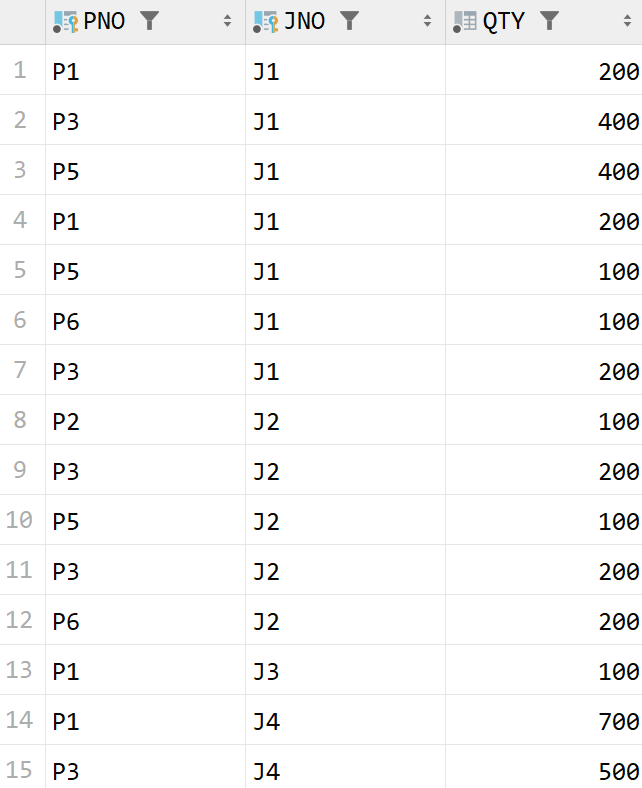 PNO JNO QTY
1 P1 J1 200
2 P3 J1 400
3 P5 J1 400
4 P1 J1 200
5 P5 J1 100
6 P6 J1 100
7 P3 J1 200
8 P2 J2 100
9 P3 J2 200
10 P5 J2 100
11 P3 J2 200
12 P6 J2 200
13 P1 J3 100
14 P1 J4 700
15 P3 J4 500